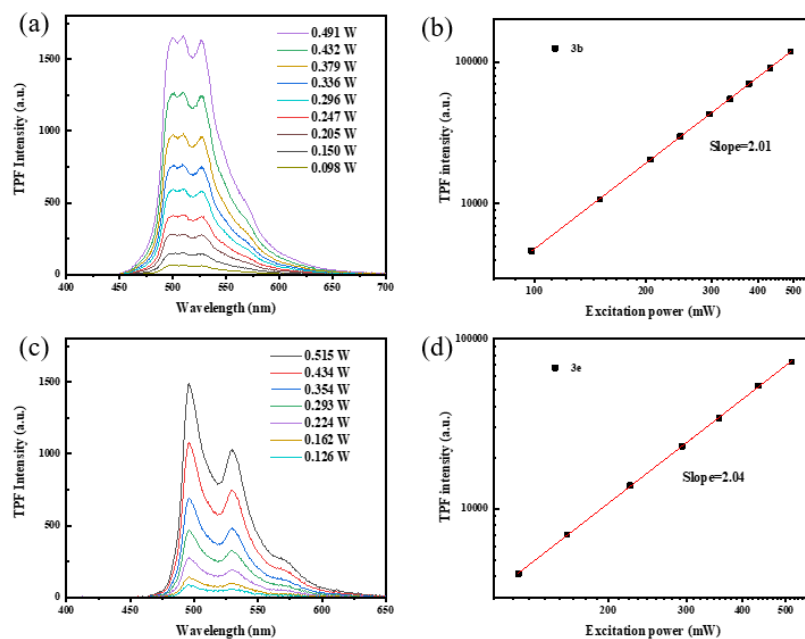 (a)
TPF Intensity (a.u.)
1500
1000
500
0
400 450 500 550 600 650 700
Wavelength (nm)
0.491 W
0.432 W
0.379 W
0.336 W
0.296 W
0.247 W
0.205 W
0.150 W
0.098 W
(b)
TPF intensity (a.u.)
100000
10000
100 200 300 400 500
Excitation power (mW)
3b
Slope=2.01
(c)
TPF Intensity (a.u.)
1500
1000
500
0
400 450 500 550 600 650
Wavelength (nm)
0.515 W
0.434 W
0.354 W
0.293 W
0.224 W
0.162 W
0.126 W
(d)
TPF intensity (a.u.)
100000
10000
200 300 400 500
Excitation power (mW)
3e
Slope=2.04